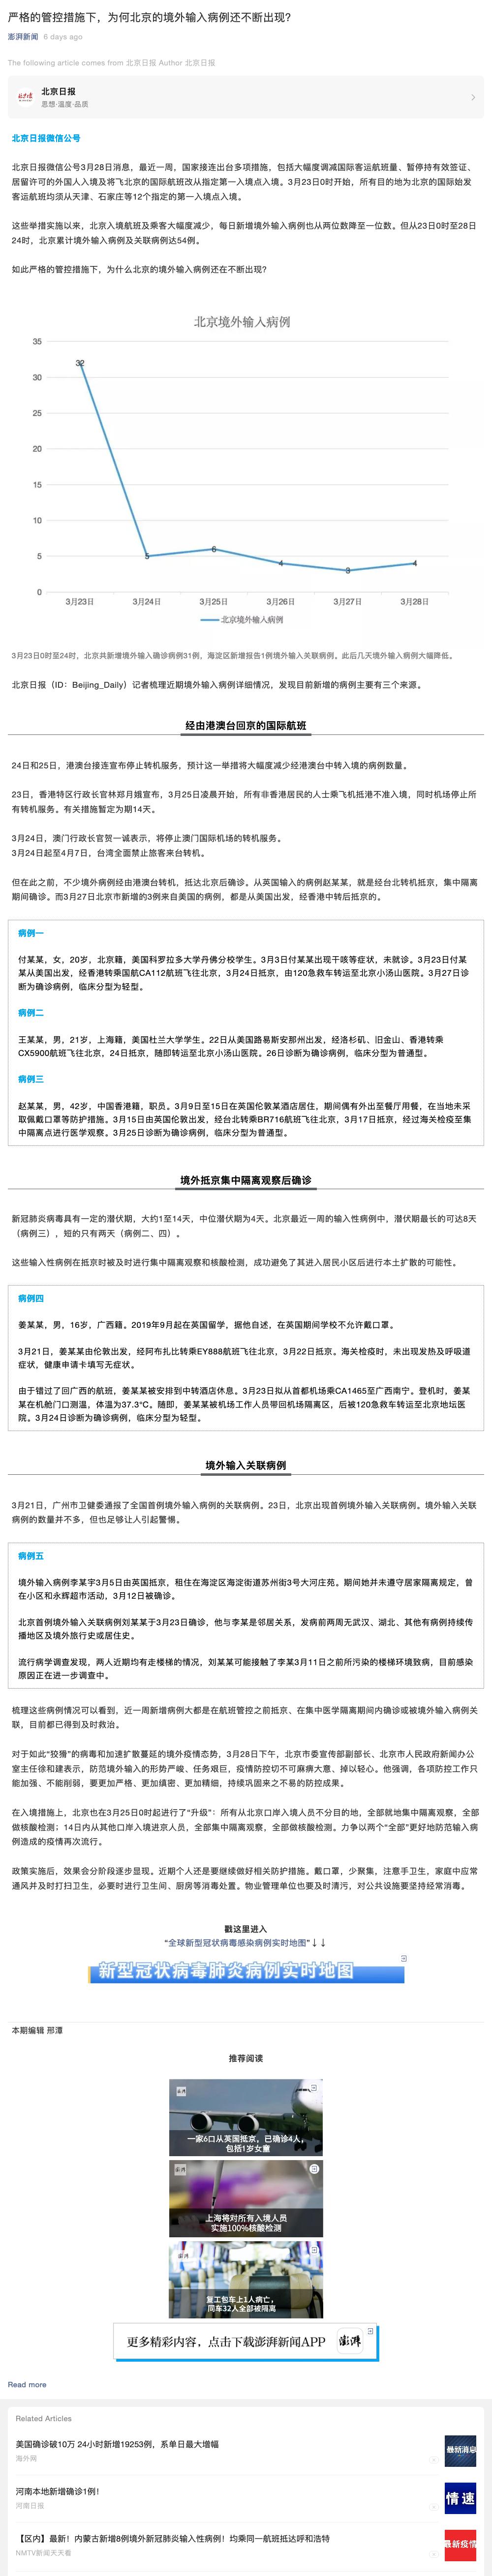 严格的管控措施下，为何北京的境外输入病例还不断出现？
澎湃新闻 6 days ago
The following article comes from 北京日报 Author 北京日报
北京日报
思想·温度·品质
北京日报微信公号
北京日报微信公号3月28日消息，最近一周，国家接连出台多项措施，包括大幅度调减国际客运航班量、暂停持有效签证、
居留许可的外国人入境及将飞北京的国际航班改从指定第一入境点入境。3月23日0时开始，所有目的地为北京的国际始发
客运航班均须从天津、石家庄等12个指定的第一入境点入境。
这些举措实施以来，北京入境航班及乘客大幅度减少，每日新增境外输入病例也从两位数降至一位数。但从23日0时至28日
24时，北京累计境外输入病例及关联病例达54例。
如此严格的管控措施下，为什么北京的境外输入病例还在不断出现？
北京境外输入病例
35
30
25
20
15
10
5
0
32
5
6
4
3
4
3月23日 3月24日 3月25日 3月26日 3月27日 3月28日
北京境外输入病例
3月23日0时至24时，北京共新增境外输入确诊病例31例，海淀区新增报告1例境外输入关联病例。此后几天境外输入病例大幅降低。
北京日报（ID：Beijing_Daily）记者梳理近期境外输入病例详细情况，发现目前新增的病例主要有三个来源。
经由港澳台回京的国际航班
24日和25日，港澳台接连宣布停止转机服务，预计这一举措将大幅度减少经港澳台中转入境的病例数量。
23日，香港特区行政长官林郑月娥宣布，3月25日凌晨开始，所有非香港居民的人士乘飞机抵港不准入境，同时机场停止所
有转机服务。有关措施暂定为期14天。
3月24日，澳门行政长官贺一诚表示，将停止澳门国际机场的转机服务。
3月24日起至4月7日，台湾全面禁止旅客来台转机。
但在此之前，不少境外病例经由港澳台转机，抵达北京后确诊。从英国输入的病例赵某某，就是经台北转机抵京，集中隔离
期间确诊。而3月27日北京市新增的3例来自美国的病例，都是从美国出发，经香港中转后抵京的。
病例一
付某某，女，20岁，北京籍，美国科罗拉多大学丹佛分校学生。3月3日付某某出现干咳等症状，未就诊。3月23日付某
某从美国出发，经香港转乘国航CA112航班飞往北京，3月24日抵京，由120急救车转运至北京小汤山医院。3月27日诊
断为确诊病例，临床分型为轻型。
病例二
王某某，男，21岁，上海籍，美国杜兰大学学生。22日从美国路易斯安那州出发，经洛杉矶、旧金山、香港转乘
CX5900航班飞往北京，24日抵京，随即转运至北京小汤山医院。26日诊断为确诊病例，临床分型为普通型。
病例三
赵某某，男，42岁，中国香港籍，职员。3月9日至15日在英国伦敦某酒店居住，期间偶有外出至餐厅用餐，在当地未采
取佩戴口罩等防护措施。3月15日由英国伦敦出发，经台北转乘BR716航班飞往北京，3月17日抵京，经过海关检疫至集
中隔离点进行医学观察。3月25日诊断为确诊病例，临床分型为普通型。
境外抵京集中隔离观察后确诊
新冠肺炎病毒具有一定的潜伏期，大约1至14天，中位潜伏期为4天。北京最近一周的输入性病例中，潜伏期最长的可达8天
（病例三），短的只有两天（病例二、四）。
这些输入性病例在抵京时被及时进行集中隔离观察和核酸检测，成功避免了其进入居民小区后进行本土扩散的可能性。
病例四
姜某某，男，16岁，广西籍。2019年9月起在英国留学，据他自述，在英国期间学校不允许戴口罩。
3月21日，姜某某由伦敦出发，经阿布扎比转乘EY888航班飞往北京，3月22日抵京。海关检疫时，未出现发热及呼吸道
症状，健康申请卡填写无症状。
由于错过了回广西的航班，姜某某被安排到中转酒店休息。3月23日拟从首都机场乘CA1465至广西南宁。登机时，姜某
某在机舱门口测温，体温为37.3°C。随即，姜某某被机场工作人员带回机场隔离区，后被120急救车转运至北京地坛医
院。3月24日诊断为确诊病例，临床分型为轻型。
境外输入关联病例
3月21日，广州市卫健委通报了全国首例境外输入病例的关联病例。23日，北京出现首例境外输入关联病例。境外输入关联
病例的数量并不多，但也足够让人引起警惕。
病例五
境外输入病例李某宇3月5日由英国抵京，租住在海淀区海淀街道苏州街3号大河庄苑。期间她并未遵守居家隔离规定，曾
在小区和永辉超市活动，3月12日被确诊。
北京首例境外输入关联病例刘某某于3月23日确诊，他与李某是邻居关系，发病前两周无武汉、湖北、其他有病例持续传
播地区及境外旅行史或居住史。
流行病学调查发现，两人近期均有走楼梯的情况，刘某某可能接触了李某3月11日之前所污染的楼梯环境致病，目前感染
原因正在进一步调查中。
梳理这些病例情况可以看到，近一周新增病例大都是在航班管控之前抵京、在集中医学隔离期间内确诊或被境外输入病例关
联，目前都已得到及时救治。
对于如此“狡猾”的病毒和加速扩散蔓延的境外疫情态势，3月28日下午，北京市委宣传部副部长、北京市人民政府新闻办公
室主任徐和建表示，防范境外输入的形势严峻、任务艰巨，疫情防控切不可麻痹大意、掉以轻心。他强调，各项防控工作只
能加强、不能削弱，要更加严格、更加缜密、更加精细，持续巩固来之不易的防控成果。
在入境措施上，北京也在3月25日0时起进行了“升级”：所有从北京口岸入境人员不分目的地，全部就地集中隔离观察，全部
做核酸检测；14日内从其他口岸入境进京人员，全部集中隔离观察，全部做核酸检测。力争以两个“全部”更好地防范输入病
例造成的疫情再次流行。
政策实施后，效果会分阶段逐步显现。近期个人还是要继续做好相关防护措施。戴口罩，少聚集，注意手卫生，家庭中应常
通风并及时打扫卫生，必要时进行卫生间、厨房等消毒处置。物业管理单位也要及时清污，对公共设施要坚持经常消毒。
戳这里进入
“全球新型冠状病毒感染病例实时地图”↓↓
新型冠状病毒肺炎病例实时地图
本期编辑 邢潭
推荐阅读
一家6口从英国抵京，已确诊4人，
包括1岁女童
上海将对所有入境人员
实施100%核酸检测
复工包车上1人病亡，
同车32人全部被隔离
更多精彩内容，点击下载澎湃新闻APP 澎湃
Read more
Related Articles
美国确诊破10万 24小时新增19253例，系单日最大增幅
海外网
最新消息
河南本地新增确诊1例！
河南日报
情 速
【区内】最新！内蒙古新增8例境外新冠肺炎输入性病例！均乘同一航班抵达呼和浩特
NMTV新闻天天看
最新疫情